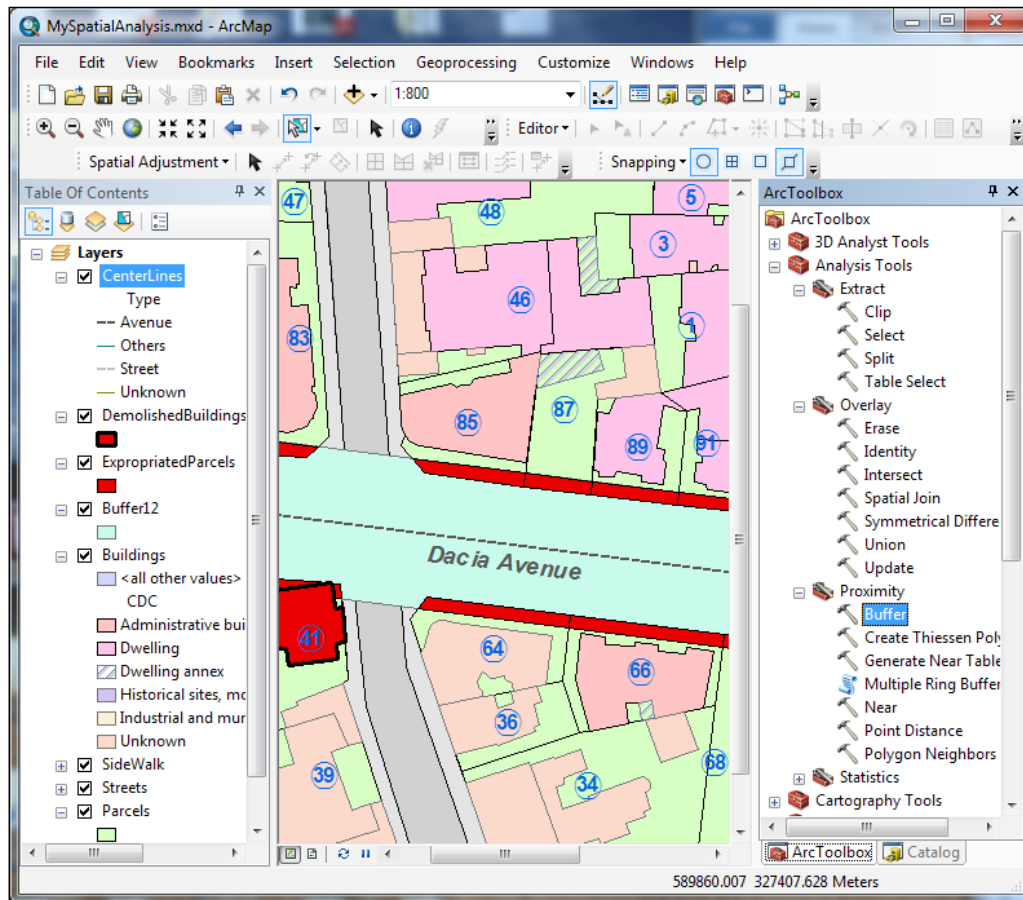 MySpatialAnalysis.mxd - ArcMap
File Edit View Bookmarks Insert Selection Geoprocessing Customize Windows Help
1:800
Editor
Spatial Adjustment
Snapping
Table Of Contents
Layers
CenterLines
Type
Avenue
Others
Street
Unknown
DemolishedBuildings
ExpropriatedParcels
Buffer12
Buildings
<all other values>
CDC
Administrative bui
Dwelling
Dwelling annex
Historical sites, mo
Industrial and mur
Unknown
SideWalk
Streets
Parcels
47
48
5
3
46
1
83
87
85
89
91
Dacia Avenue
41
64
66
36
39
34
68
ArcToolbox
ArcToolbox
3D Analyst Tools
Analysis Tools
Extract
Clip
Select
Split
Table Select
Overlay
Erase
Identity
Intersect
Spatial Join
Symmetrical Differe
Union
Update
Proximity
Buffer
Create Thiessen Poly
Generate Near Table
Multiple Ring Buffer
Near
Point Distance
Polygon Neighbors
Statistics
Cartography Tools
ArcToolbox Catalog
589860.007 327407.628 Meters